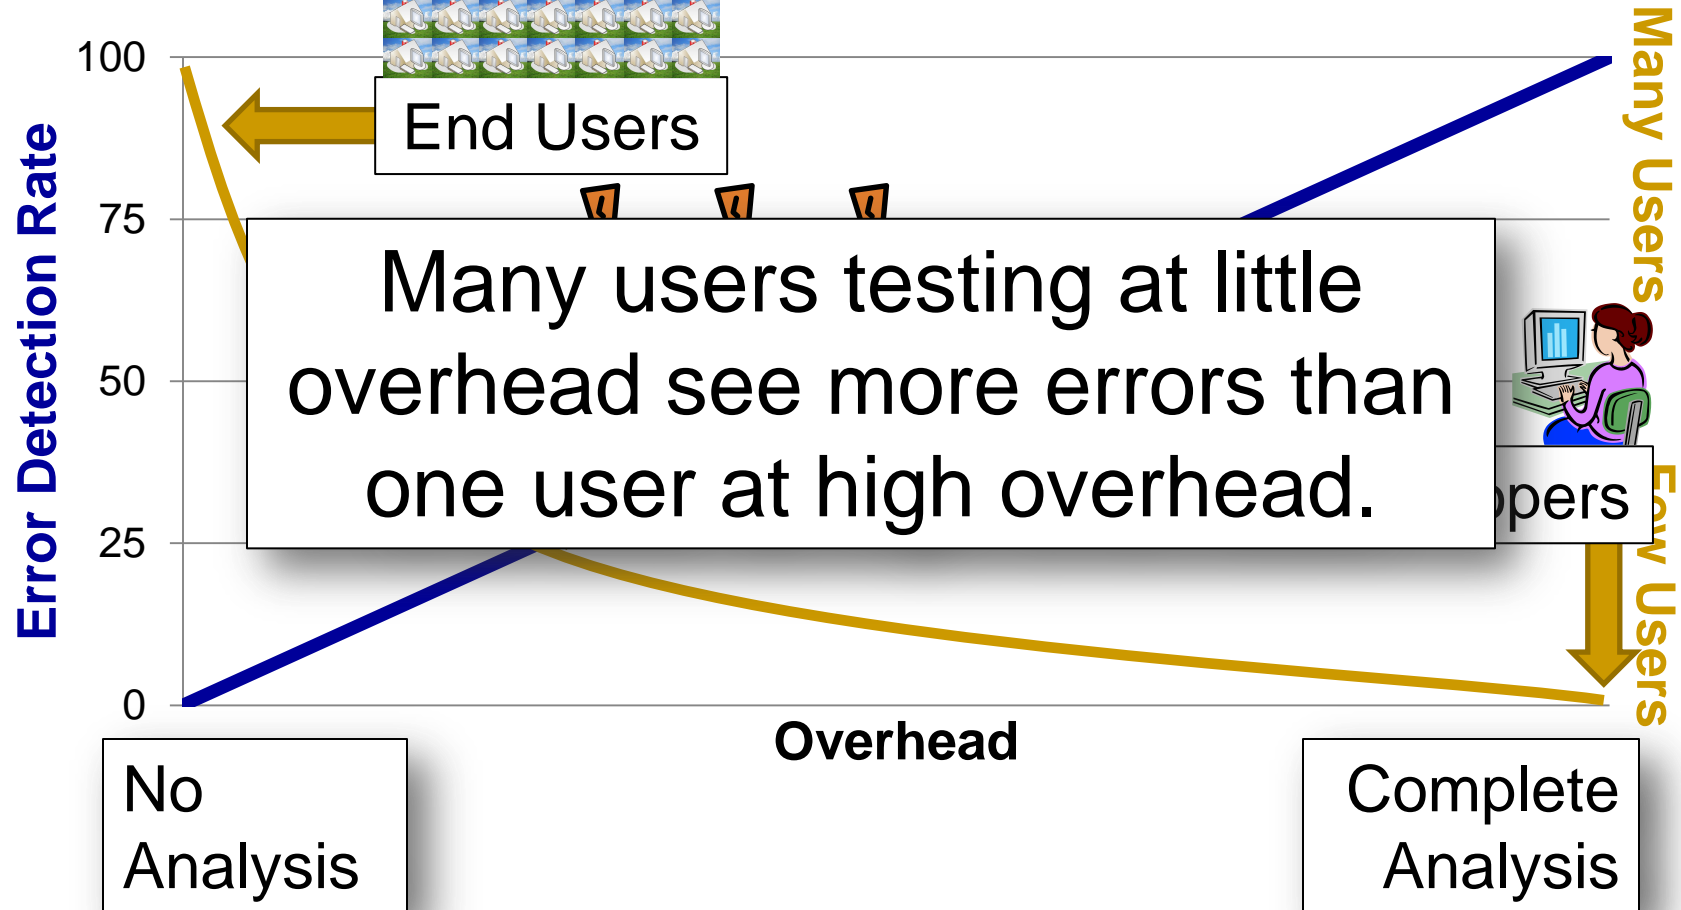 100
75
50
25
0
Error Detection Rate
Many Users
Few Users
End Users
Many users testing at little
overhead see more errors than
one user at high overhead.
Overhead
No
Analysis
Complete
Analysis